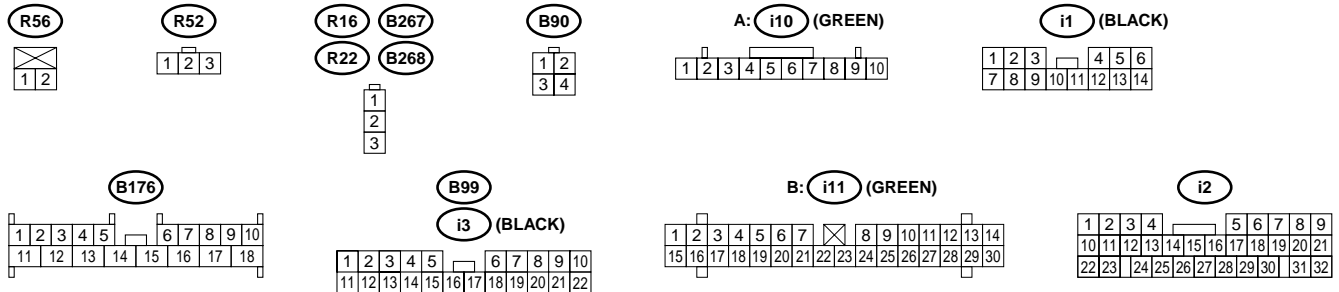 R56
1 2
R52
1 2 3
R16 B267
R22 B268
1
2
3
B90
1 2
3 4
A: i10 (GREEN)
1 2 3 4 5 6 7 8 9 10
i1 (BLACK)
1 2 3 4 5 6
7 8 9 10 11 12 13 14
B176
1 2 3 4 5 6 7 8 9 10
11 12 13 14 15 16 17 18
B99
i3 (BLACK)
1 2 3 4 5 6 7 8 9 10
11 12 13 14 15 16 17 18 19 20 21 22
B: i11 (GREEN)
1 2 3 4 5 6 7 8 9 10 11 12 13 14
15 16 17 18 19 20 21 22 23 24 25 26 27 28 29 30
i2
1 2 3 4 5 6 7 8 9
10 11 12 13 14 15 16 17 18 19 20 21
22 23 24 25 26 27 28 29 30 31 32